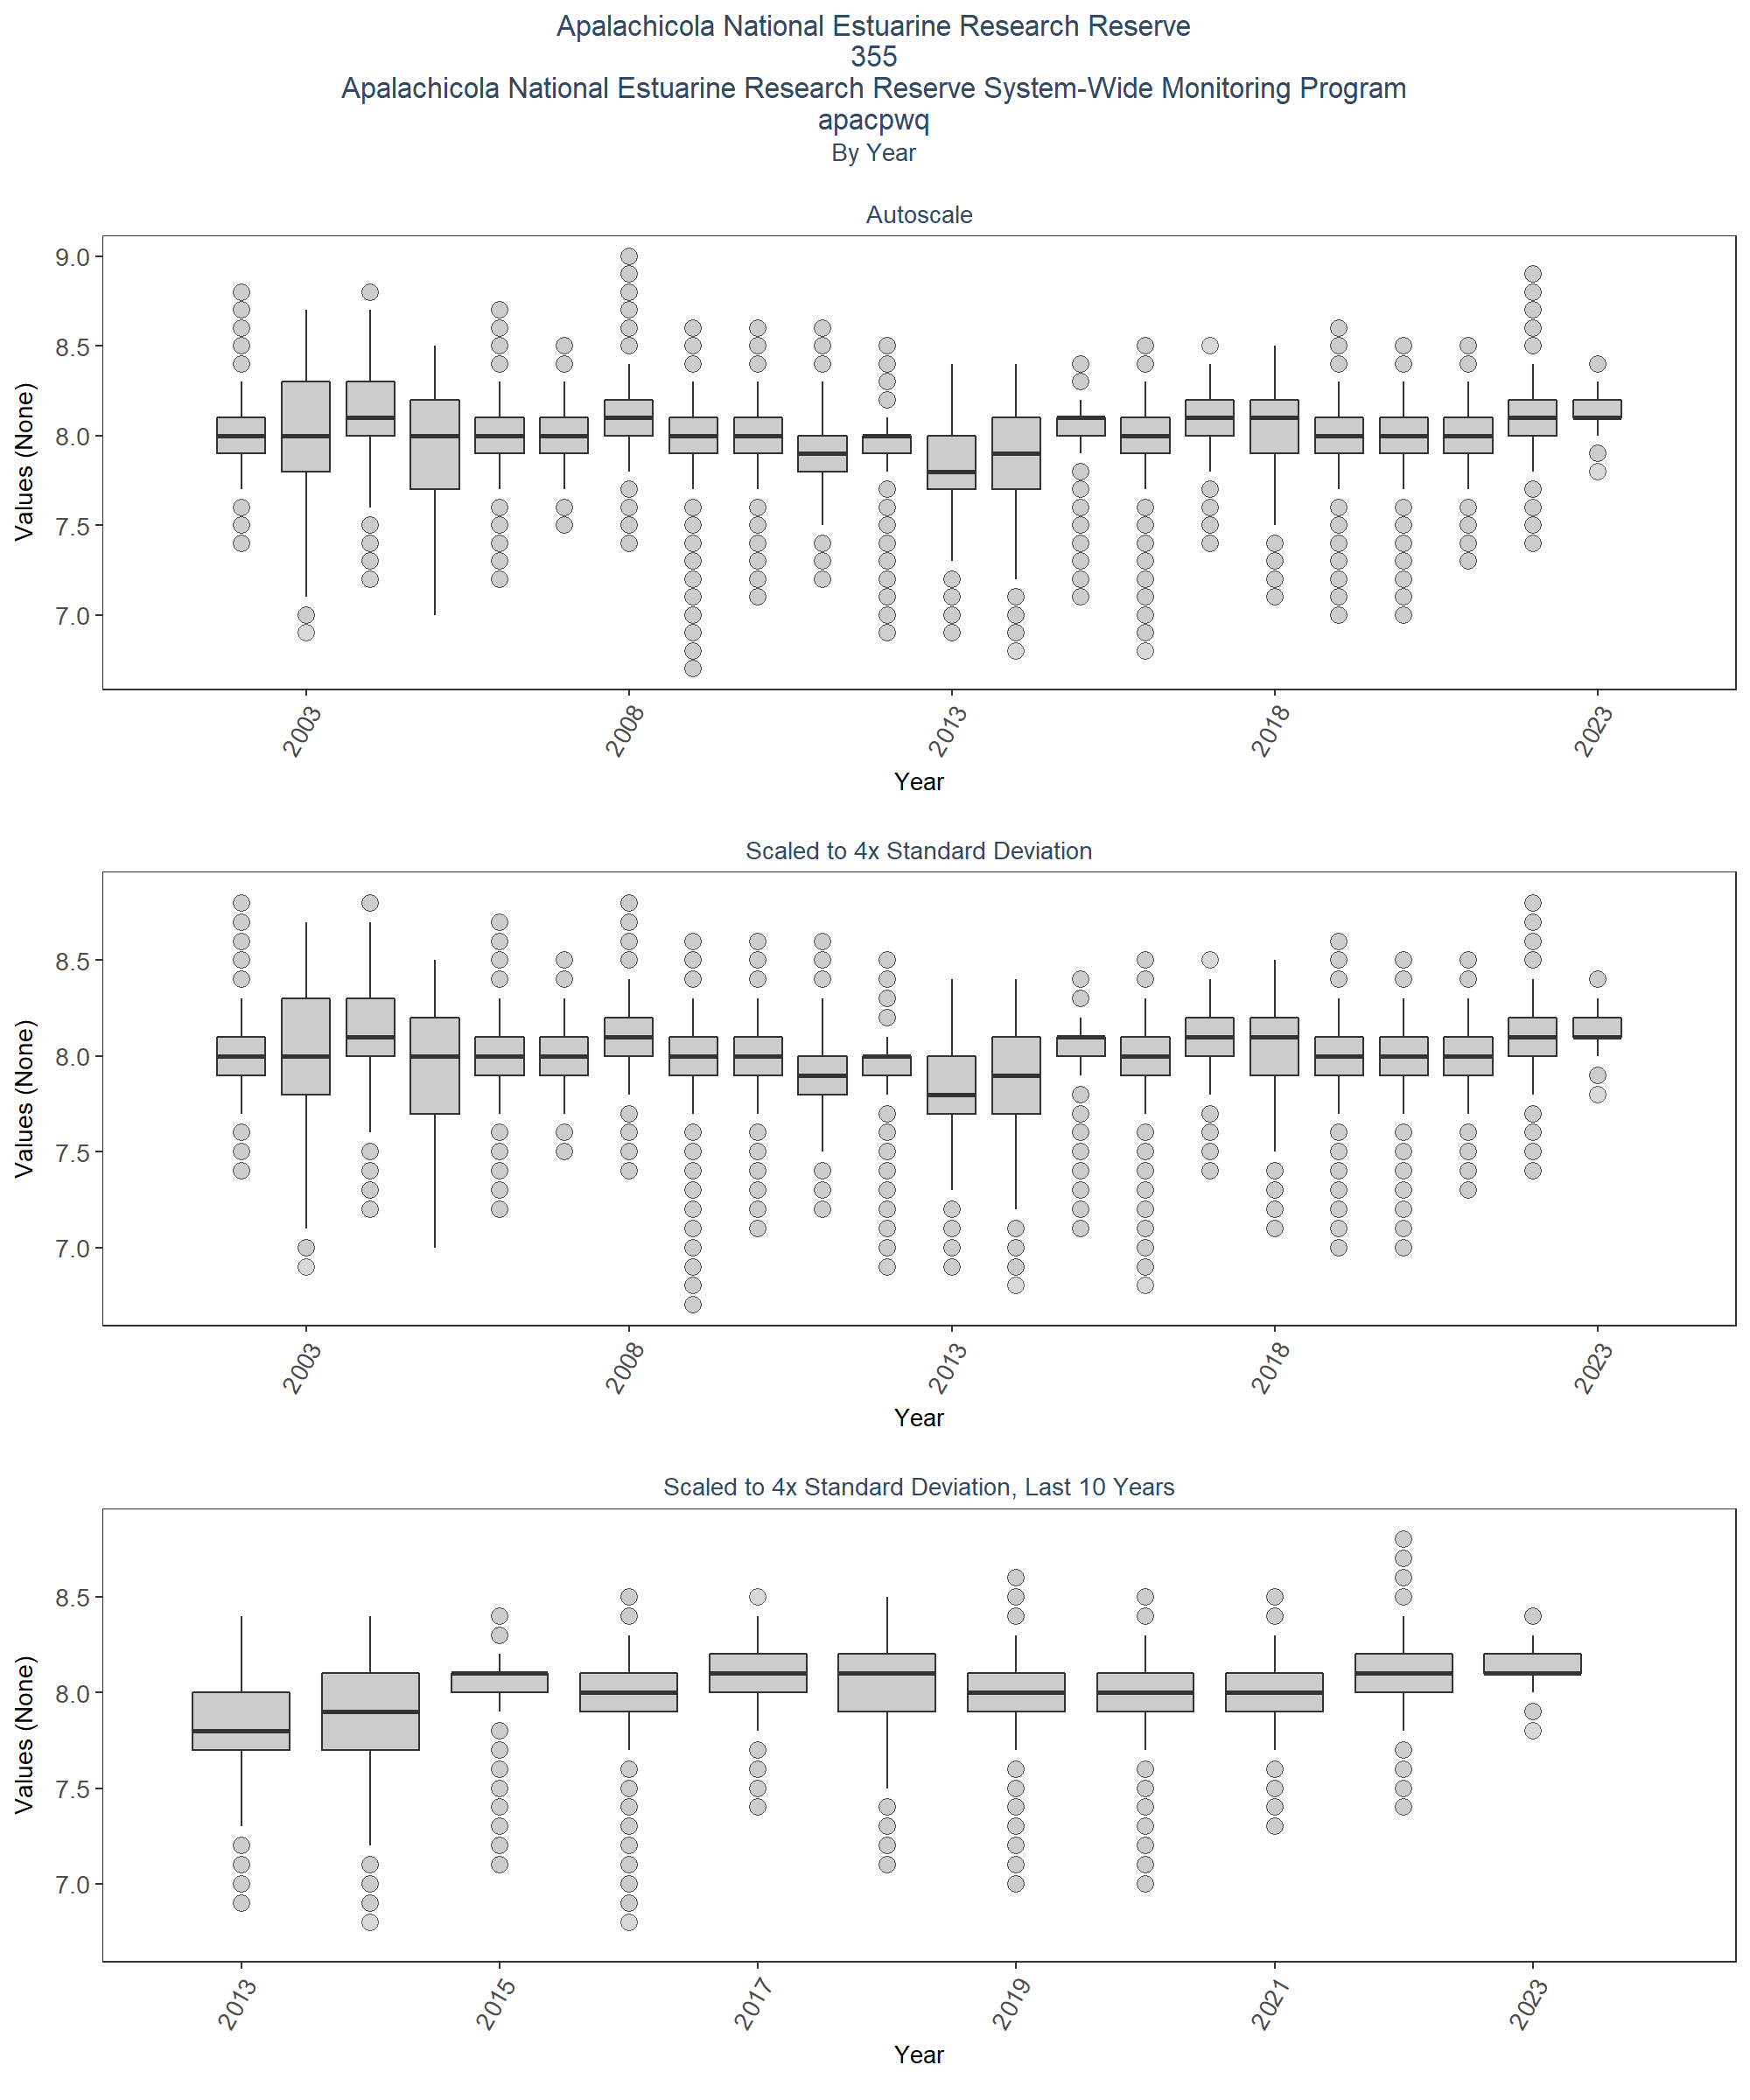 Apalachicola National Estuarine Research Reserve
355
Apalachicola National Estuarine Research Reserve System-Wide Monitoring Program
apacpwq
By Year
Autoscale
Values (None)
9.0
8.5
8.0
7.5
7.0
2003
2008
2013
2018
2023
Year
Scaled to 4x Standard Deviation
Values (None)
8.5
8.0
7.5
7.0
2003
2008
2013
2018
2023
Year
Scaled to 4x Standard Deviation, Last 10 Years
Values (None)
8.5
8.0
7.5
7.0
2013
2015
2017
2019
2021
2023
Year